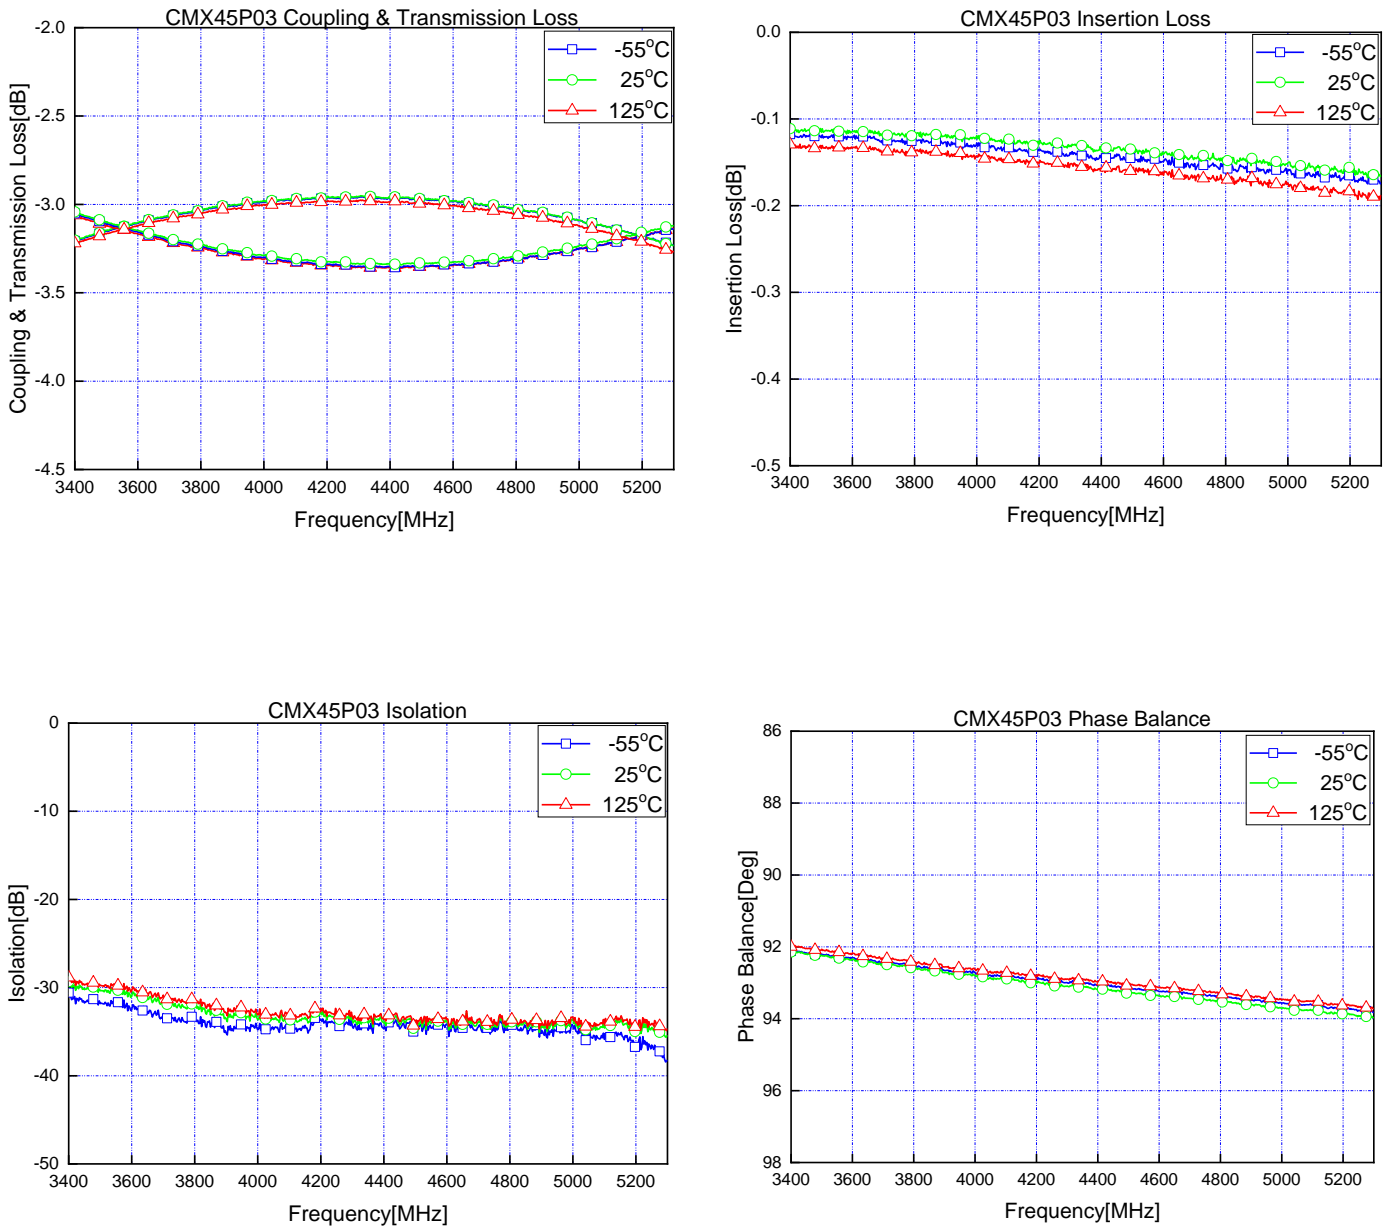 CMX45P03 Coupling & Transmission Loss
-2.0
-2.5
-3.0
-3.5
-4.0
-4.5
3400 3600 3800 4000 4200 4400 4600 4800 5000 5200
Coupling & Transmission Loss[dB]
Frequency[MHz]
-55°C
25°C
125°C
CMX45P03 Insertion Loss
0.0
-0.1
-0.2
-0.3
-0.4
-0.5
3400 3600 3800 4000 4200 4400 4600 4800 5000 5200
Insertion Loss[dB]
Frequency[MHz]
-55°C
25°C
125°C
CMX45P03 Isolation
0
-10
-20
-30
-40
-50
3400 3600 3800 4000 4200 4400 4600 4800 5000 5200
Isolation[dB]
Frequency[MHz]
-55°C
25°C
125°C
CMX45P03 Phase Balance
86
88
90
92
94
96
98
3400 3600 3800 4000 4200 4400 4600 4800 5000 5200
Phase Balance[Deg]
Frequency[MHz]
-55°C
25°C
125°C